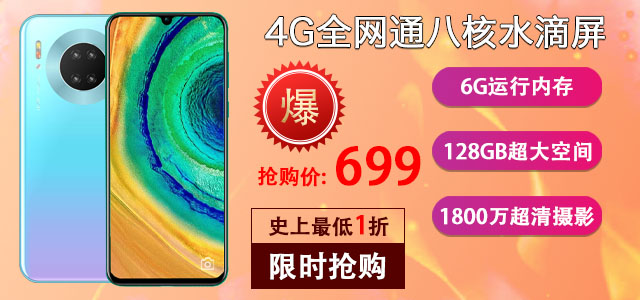 4G全网通八核水滴屏
爆
抢购价: 699
史上最低1折
限时抢购
6G运行内存
128GB超大空间
1800万超清摄影